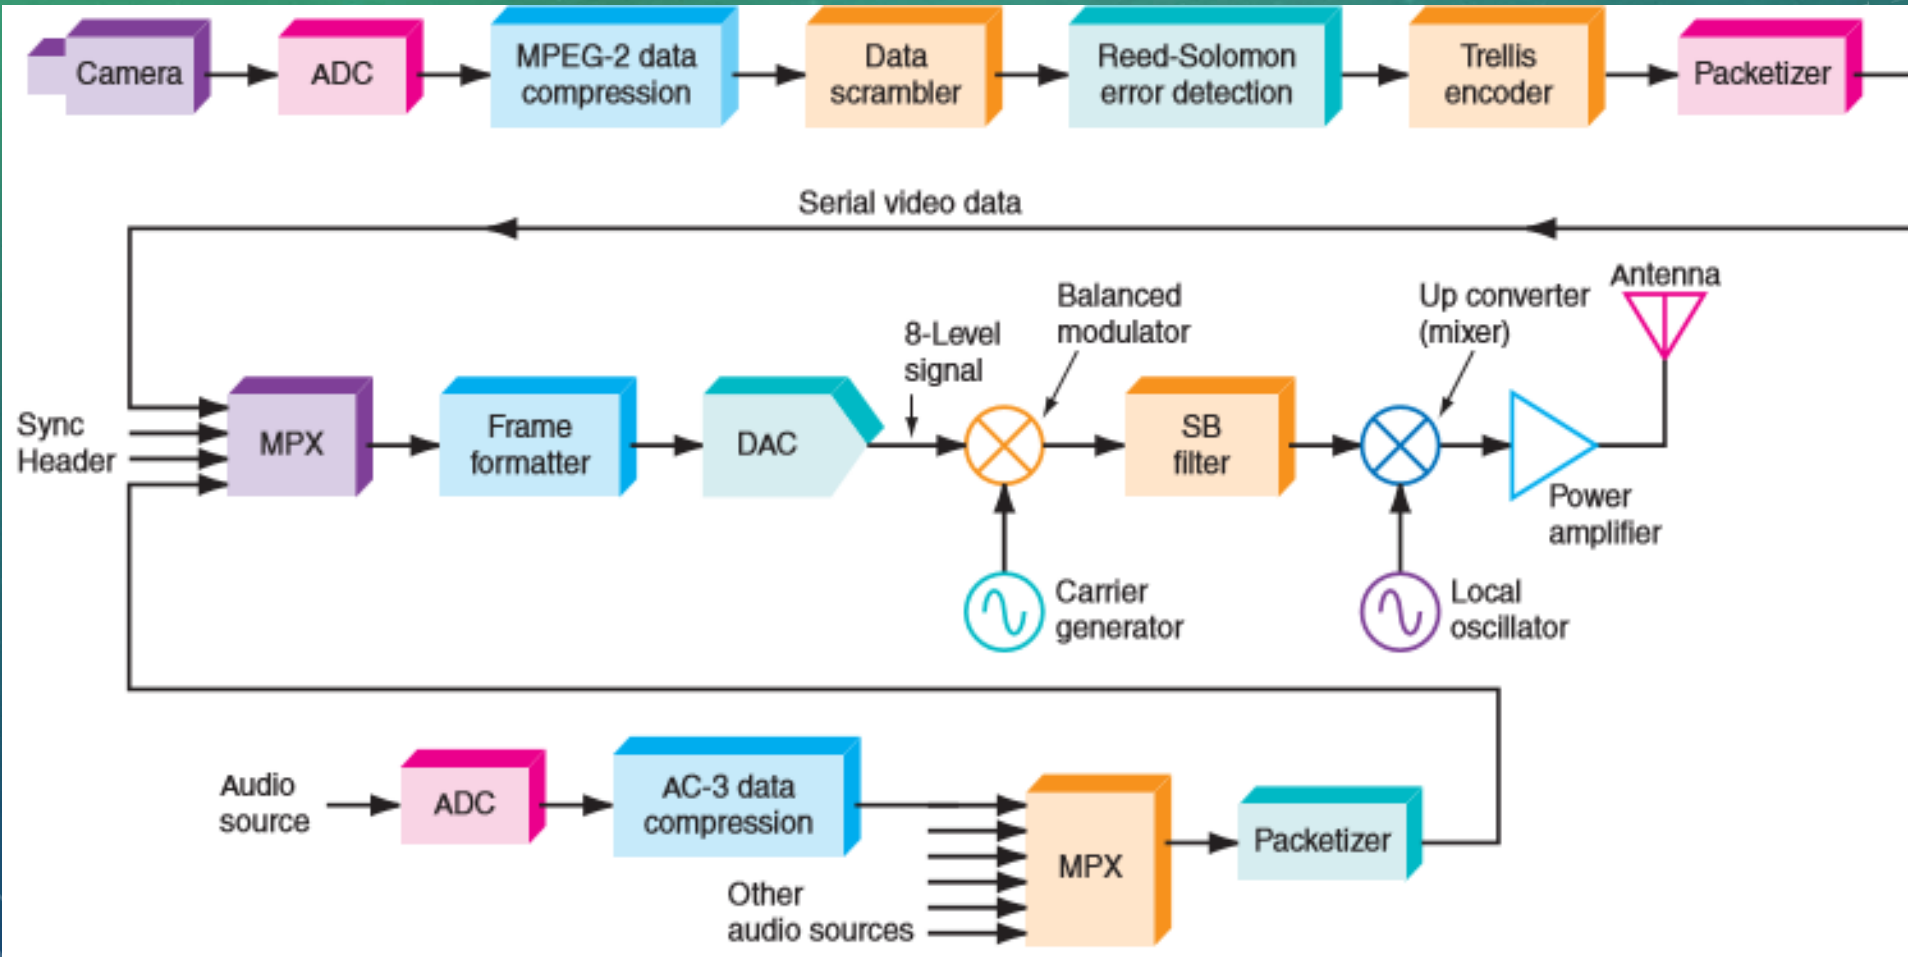 Camera
ADC
MPEG-2 data
compression
Data
scrambler
Reed-Solomon
error detection
Trellis
encoder
Packetizer
Serial video data
Antenna
Balanced
modulator
Up converter
(mixer)
8-Level
signal
Sync
Header
MPX
Frame
formatter
DAC
SB
filter
Power
amplifier
Carrier
generator
Local
oscillator
Audio
source
ADC
AC-3 data
compression
MPX
Packetizer
Other
audio sources